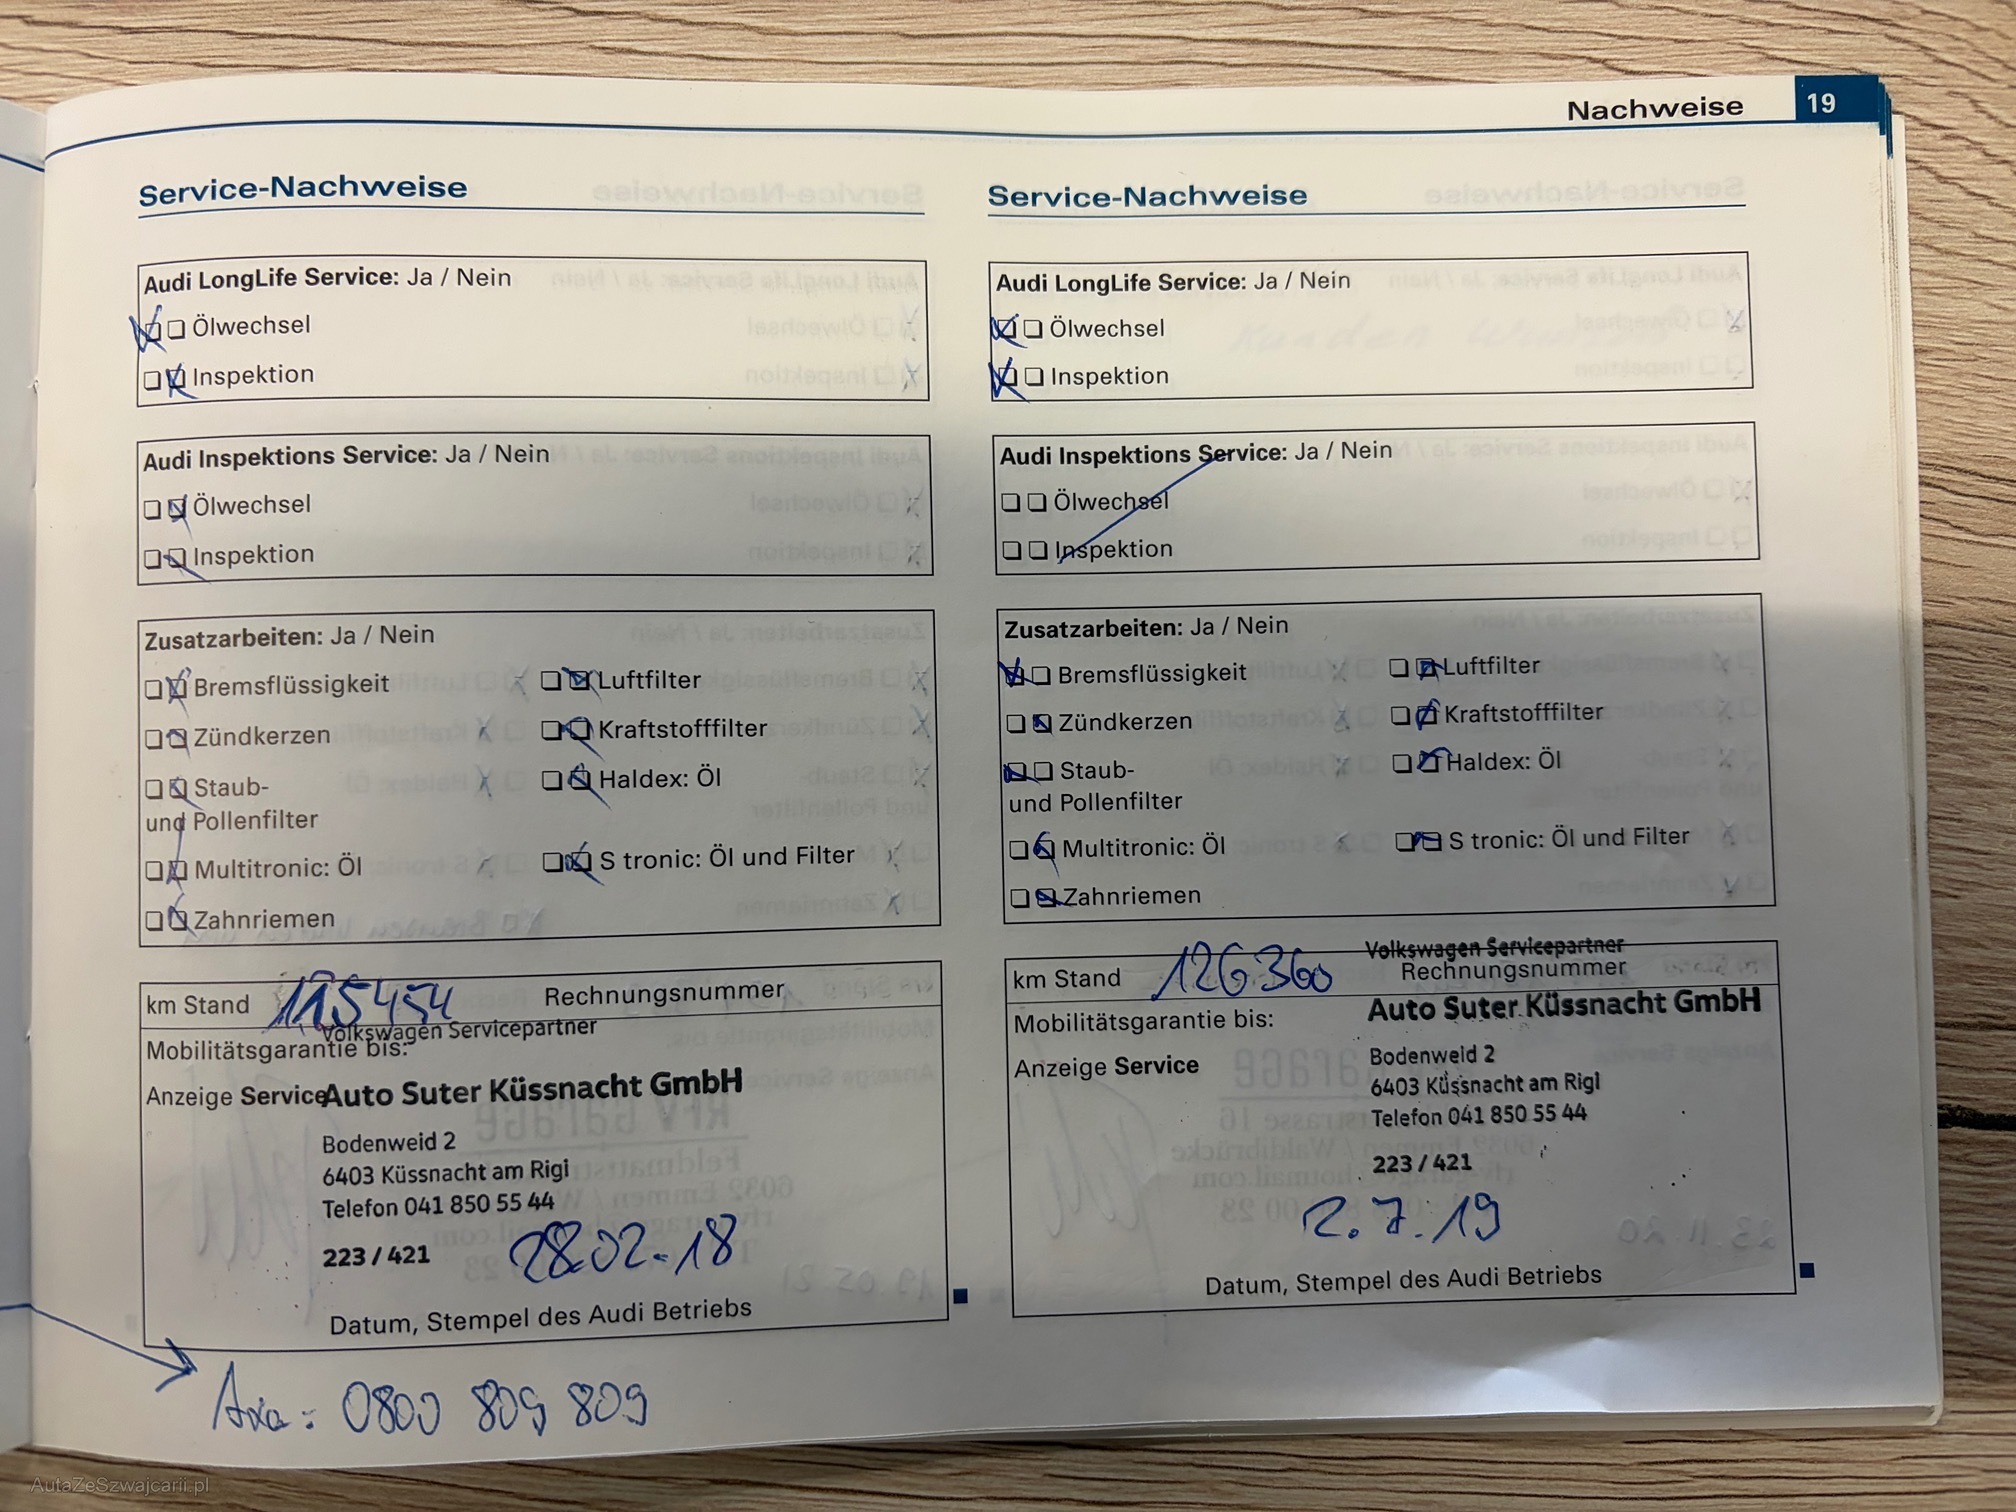 Nachweise 19
Service-Nachweise
Audi LongLife Service: Ja / Nein
Ölwechsel
Inspektion
Audi Inspektions Service: Ja / Nein
Ölwechsel
Inspektion
Zusatzarbeiten: Ja / Nein
Bremsflüssigkeit
Luftfilter
Zündkerzen
Kraftstofffilter
Staub-
und Pollenfilter
Haldex: Öl
Multitronic: Öl
S tronic: Öl und Filter
Zahnriemen
km Stand 115454 Rechnungsnummer
Volkswagen Servicepartner
Mobilitätsgarantie bis:
Anzeige Service
Auto Suter Küssnacht GmbH
Bodenweid 2
6403 Küssnacht am Rigi
Telefon 041 850 55 44
223 / 421
28.02.18
Datum, Stempel des Audi Betriebs
Axa: 0800 809 809
Service-Nachweise
Audi LongLife Service: Ja / Nein
Ölwechsel
Inspektion
Audi Inspektions Service: Ja / Nein
Ölwechsel
Inspektion
Zusatzarbeiten: Ja / Nein
Bremsflüssigkeit
Luftfilter
Zündkerzen
Kraftstofffilter
Staub-
und Pollenfilter
Haldex: Öl
Multitronic: Öl
S tronic: Öl und Filter
Zahnriemen
Volkswagen Servicepartner
km Stand 126360 Rechnungsnummer
Mobilitätsgarantie bis:
Auto Suter Küssnacht GmbH
Anzeige Service
Bodenweid 2
6403 Küssnacht am Rigi
Telefon 041 850 55 44
223 / 421
2.7.19
Datum, Stempel des Audi Betriebs
AutaZeSzwajcarii.pl